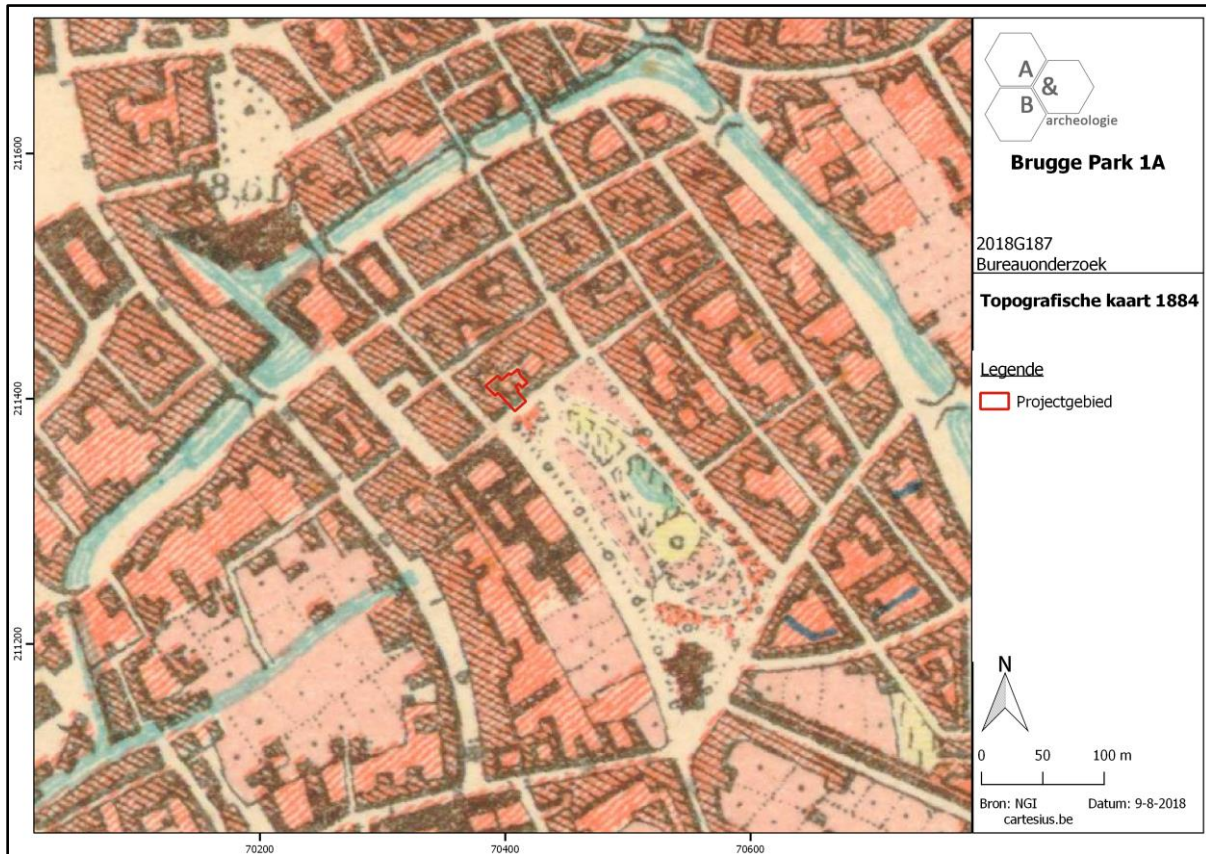 A
&
B
archeologie
Brugge Park 1A
2018G187
Bureauonderzoek
Topografische kaart 1884
Legende
Projectgebied
N
0 50 100 m
Bron: NGI Datum: 9-8-2018
cartesius.be
211600
211400
211200
70200 70400 70600